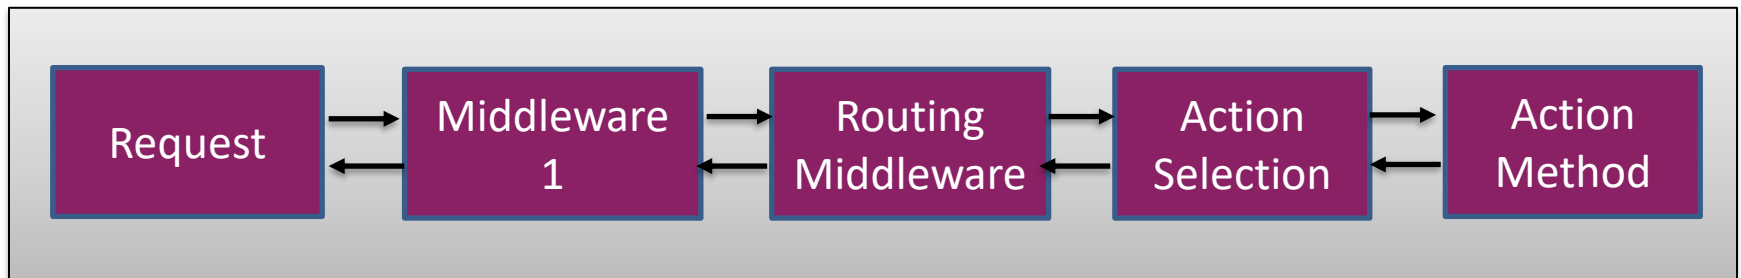 Request
Middleware
1
Routing
Middleware
Action
Selection
Action
Method